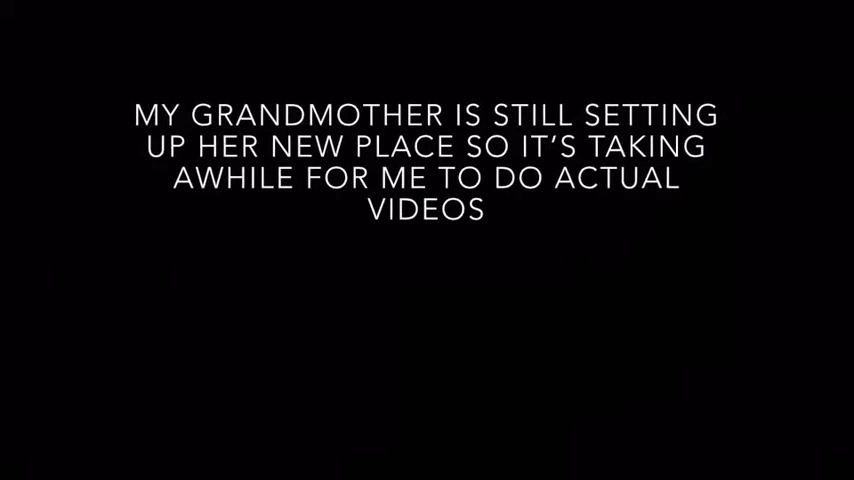 MY GRANDMOTHER IS STILL SETTING
UP HER NEW PLACE SO IT’S TAKING
AWHILE FOR ME TO DO ACTUAL
VIDEOS